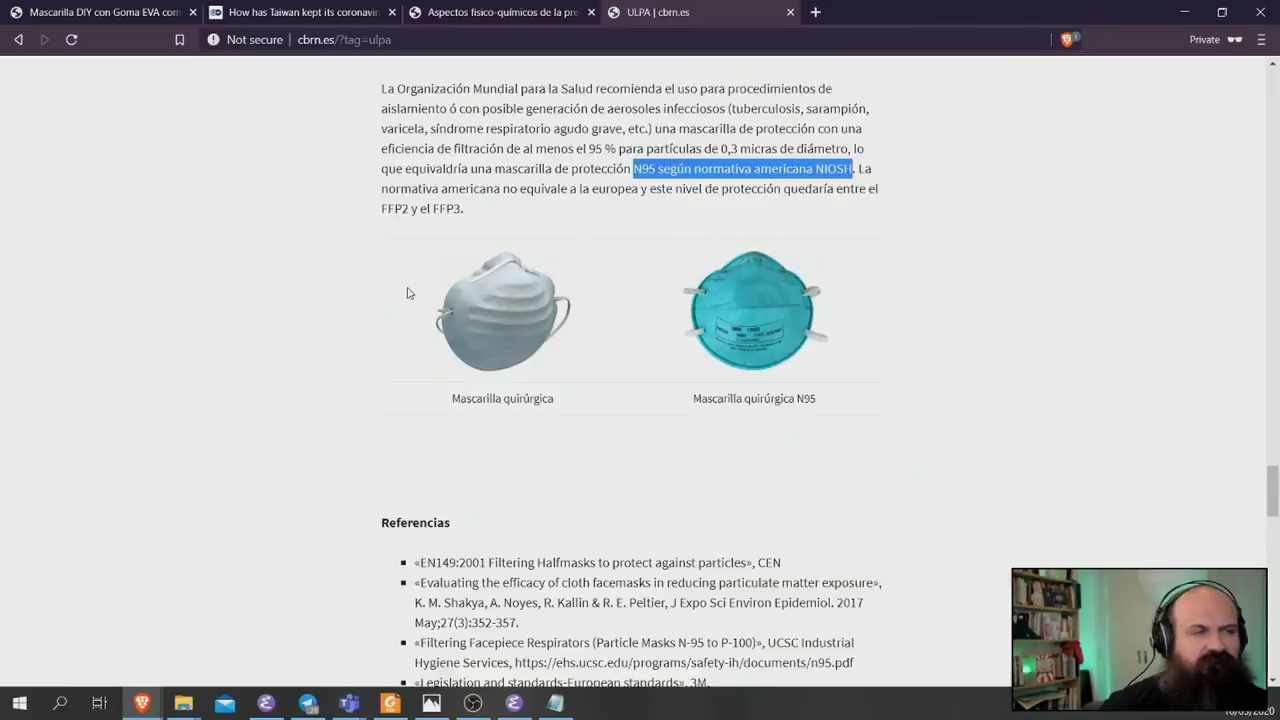 Mascarilla DIY con Goma EVA com
How has Taiwan kept its coronavir
Aspectos físico-químicos de la pre
ULPA | cbrn.es
Not secure
cbrn.es/?tag=ulpa
Private
La Organización Mundial para la Salud recomienda el uso para procedimientos de
aislamiento ó con posible generación de aerosoles infecciosos (tuberculosis, sarampión,
varicela, síndrome respiratorio agudo grave, etc.) una mascarilla de protección con una
eficiencia de filtración de al menos el 95 % para partículas de 0,3 micras de diámetro, lo
que equivaldría una mascarilla de protección N95 según normativa americana NIOSH. La
normativa americana no equivale a la europea y este nivel de protección quedaría entre el
FFP2 y el FFP3.
Mascarilla quirúrgica
Mascarilla quirúrgica N95
Referencias
«EN149:2001 Filtering Halfmasks to protect against particles», CEN
«Evaluating the efficacy of cloth facemasks in reducing particulate matter exposure»,
K. M. Shakya, A. Noyes, R. Kallin & R. E. Peltier, J Expo Sci Environ Epidemiol. 2017
May;27(3):352-357.
«Filtering Facepiece Respirators (Particle Masks N-95 to P-100)», UCSC Industrial
Hygiene Services, https://ehs.ucsc.edu/programs/safety-ih/documents/n95.pdf
«Legislation and standards-European standards», 3M.